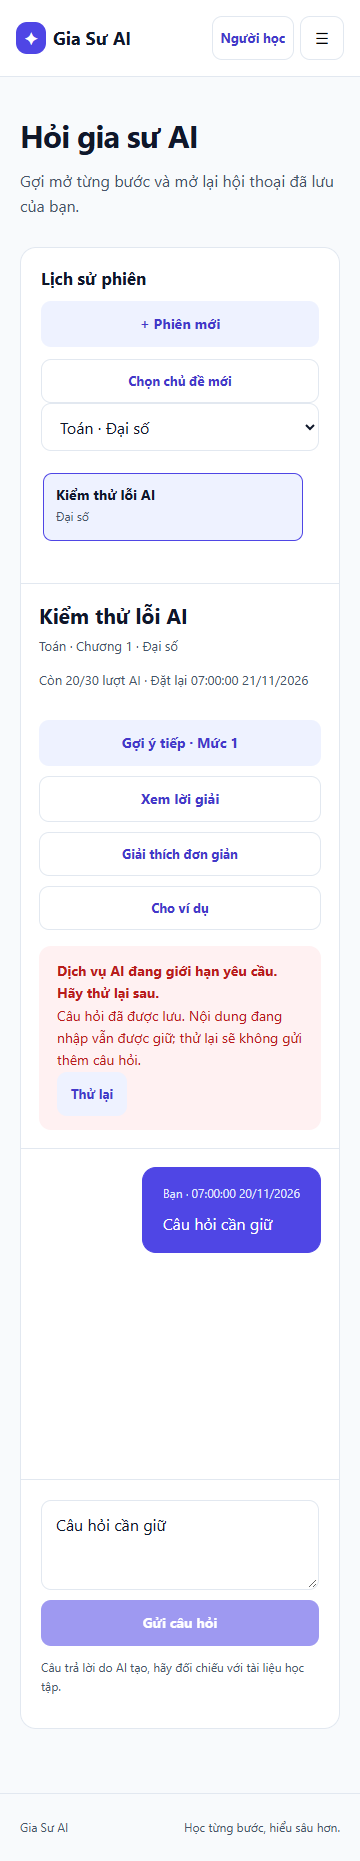 Gia Sư AI
Người học
Hỏi gia sư AI
Gợi mở từng bước và mở lại hội thoại đã lưu
của bạn.
Lịch sử phiên
+ Phiên mới
Chọn chủ đề mới
Toán · Đại số
Kiểm thử lỗi AI
Đại số
Kiểm thử lỗi AI
Toán · Chương 1 · Đại số
Còn 20/30 lượt AI · Đặt lại 07:00:00 21/11/2026
Gợi ý tiếp · Mức 1
Xem lời giải
Giải thích đơn giản
Cho ví dụ
Dịch vụ AI đang giới hạn yêu cầu.
Hãy thử lại sau.
Câu hỏi đã được lưu. Nội dung đang
nhập vẫn được giữ; thử lại sẽ không gửi
thêm câu hỏi.
Thử lại
Bạn · 07:00:00 20/11/2026
Câu hỏi cần giữ
Câu hỏi cần giữ
Gửi câu hỏi
Câu trả lời do AI tạo, hãy đối chiếu với tài liệu học
tập.
Gia Sư AI
Học từng bước, hiểu sâu hơn.